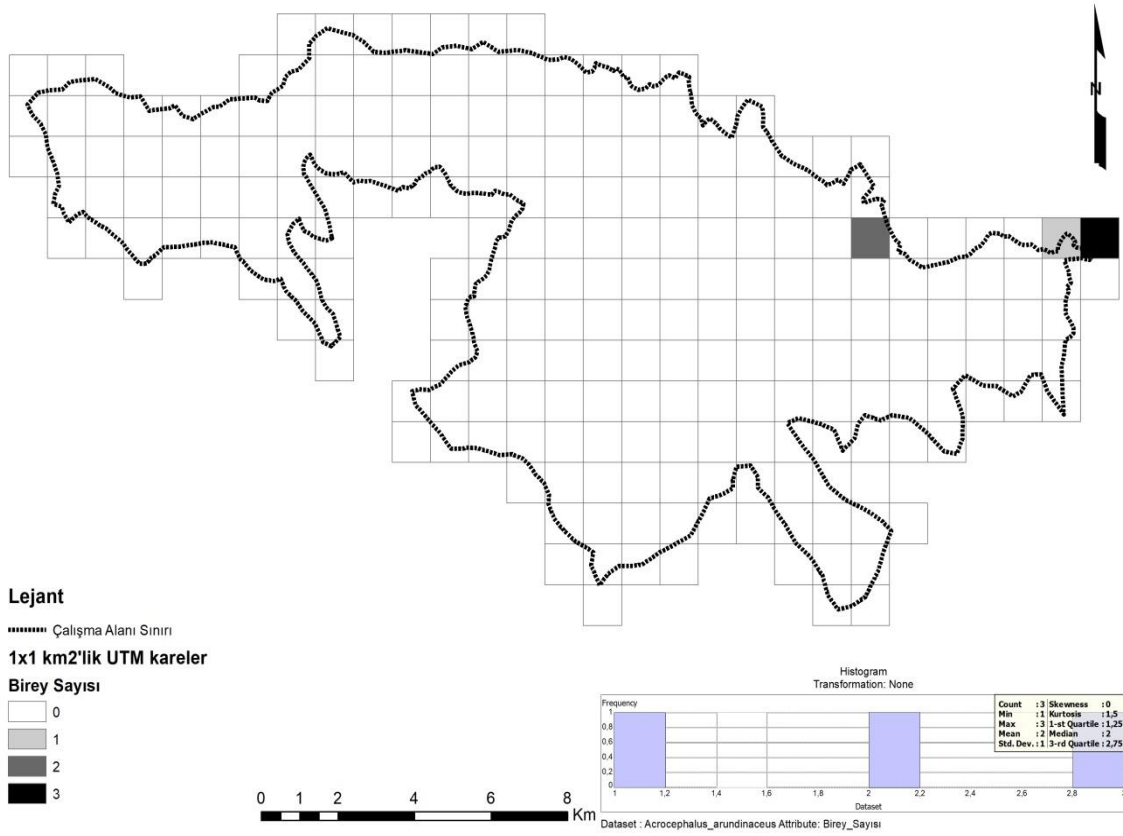 N
Lejant
Çalışma Alanı Sınırı
1x1 km2'lik UTM kareler
Birey Sayısı
0
1
2
3
0 1 2 4 6 8
Km
Histogram
Transformation: None
Frequency
1
0,8
0,6
0,4
0,2
0
1 1,2 1,4 1,6 1,8 2 2,2 2,4 2,6 2,8
Dataset
Count :3 Skewness :0
Min :1 Kurtosis :1,5
Max :3 1-st Quartile :1,25
Mean :2 Median :2
Std. Dev. :1 3-rd Quartile :2,75
Dataset : Acrocephalus_arundinaceus Attribute: Birey_Sayısı